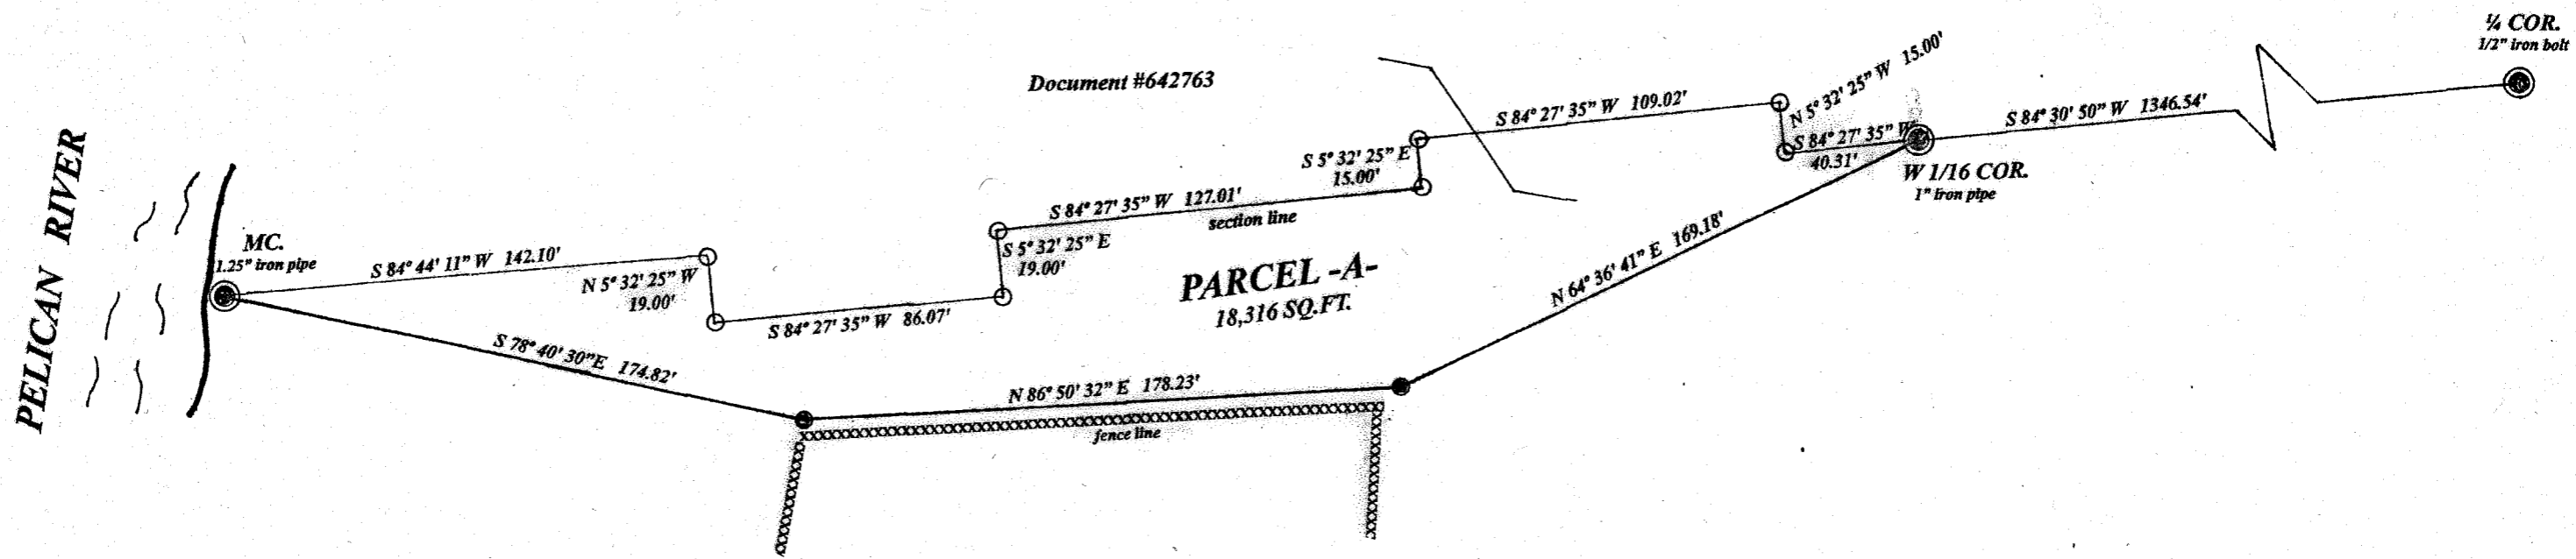 ¼ COR.
1/2" iron bolt
Document #642763
N 5° 32' 25" W 15.00'
S 84° 27' 35" W 109.02'
S 84° 30' 50" W 1346.54'
S 84° 27' 35" W
40.31'
W 1/16 COR.
1" iron pipe
S 5° 32' 25" E
15.00'
S 84° 27' 35" W 127.01'
section line
PELICAN RIVER
MC.
1.25" iron pipe
S 84° 44' 11" W 142.10'
N 5° 32' 25" W
19.00'
S 5° 32' 25" E
19.00'
S 84° 27' 35" W 86.07'
PARCEL -A-
18,316 SQ.FT.
N 64° 36' 41" E 169.18'
S 78° 40' 30"E 174.82'
N 86° 50' 32" E 178.23'
fence line